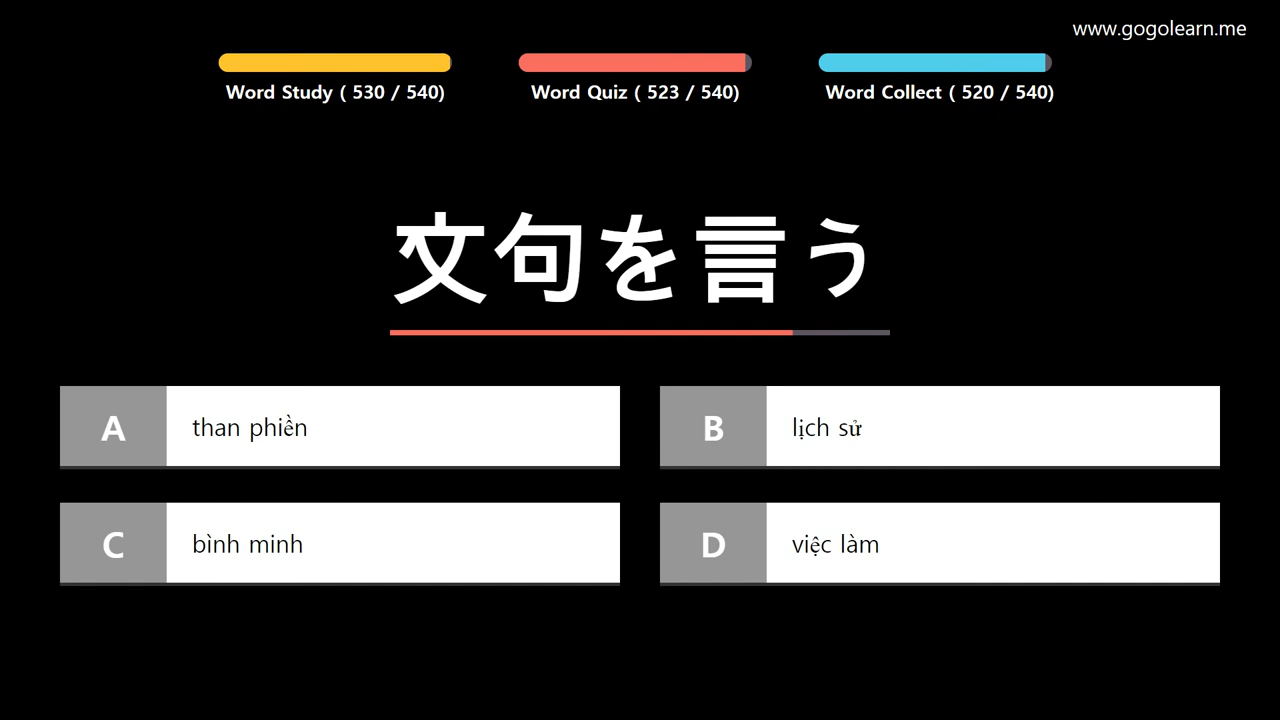 www.gogolearn.me
Word Study ( 530 / 540)
Word Quiz ( 523 / 540)
Word Collect ( 520 / 540)
文句を言う
A than phiền
B lịch sử
C bình minh
D việc làm